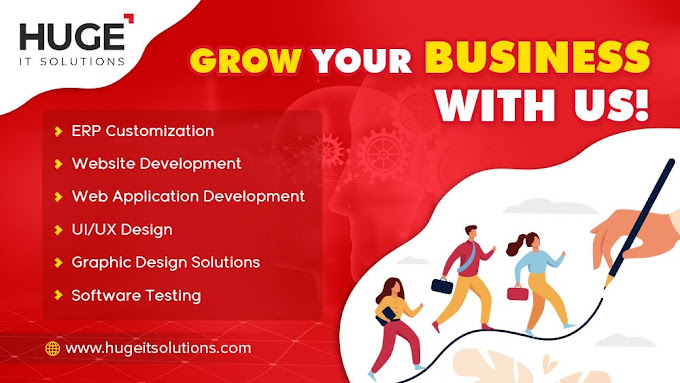 HUGE
IT SOLUTIONS
GROW YOUR BUSINESS
WITH US!
ERP Customization
Website Development
Web Application Development
UI/UX Design
Graphic Design Solutions
Software Testing
www.hugeitsolutions.com